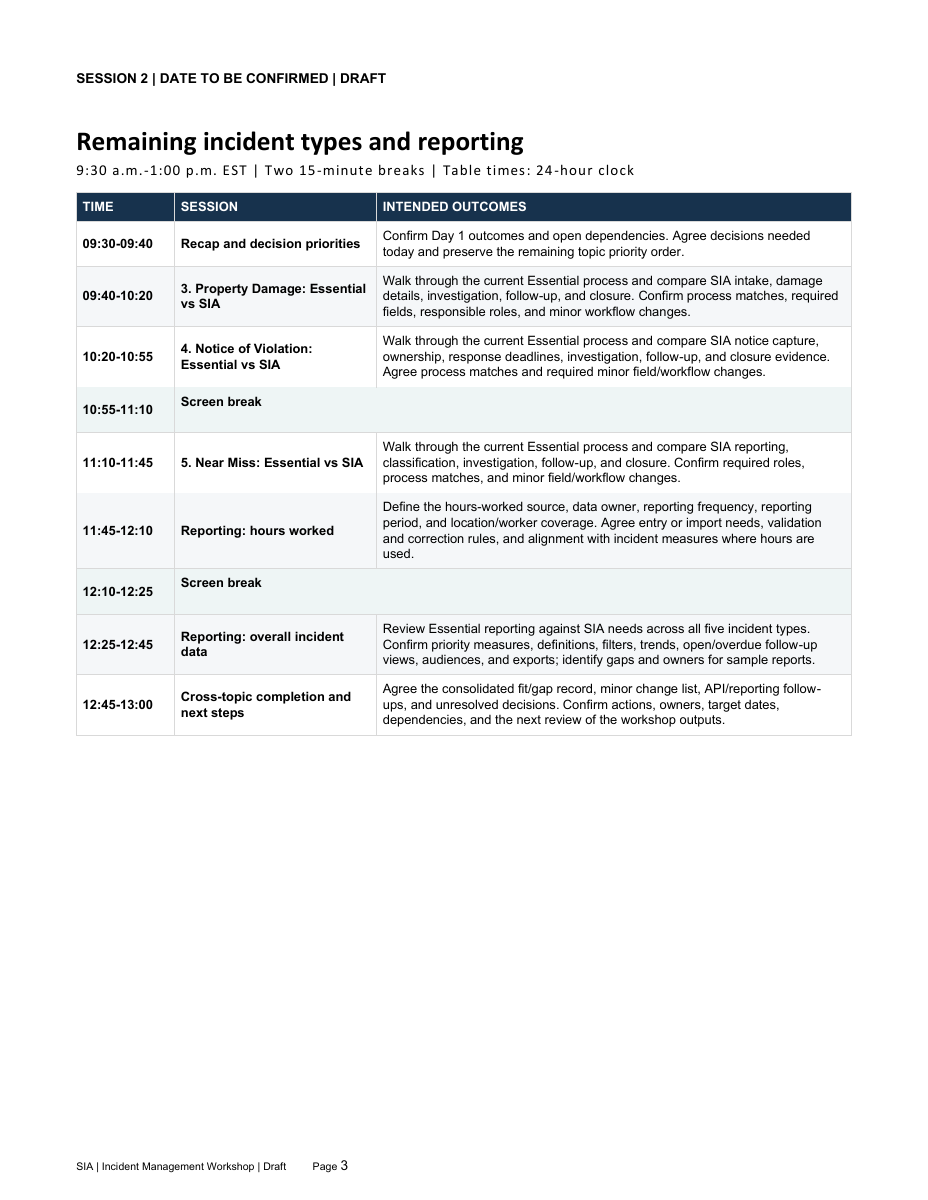 SESSION 2 | DATE TO BE CONFIRMED | DRAFT
Remaining incident types and reporting
9:30 a.m.-1:00 p.m. EST | Two 15-minute breaks | Table times: 24-hour clock
TIME SESSION INTENDED OUTCOMES
09:30-09:40
Recap and decision priorities
Confirm Day 1 outcomes and open dependencies. Agree decisions needed
today and preserve the remaining topic priority order.
09:40-10:20
3. Property Damage: Essential
vs SIA
Walk through the current Essential process and compare SIA intake, damage
details, investigation, follow-up, and closure. Confirm process matches, required
fields, responsible roles, and minor workflow changes.
10:20-10:55
4. Notice of Violation:
Essential vs SIA
Walk through the current Essential process and compare SIA notice capture,
ownership, response deadlines, investigation, follow-up, and closure evidence.
Agree process matches and required minor field/workflow changes.
10:55-11:10
Screen break
11:10-11:45
5. Near Miss: Essential vs SIA
Walk through the current Essential process and compare SIA reporting,
classification, investigation, follow-up, and closure. Confirm required roles,
process matches, and minor field/workflow changes.
11:45-12:10
Reporting: hours worked
Define the hours-worked source, data owner, reporting frequency, reporting
period, and location/worker coverage. Agree entry or import needs, validation
and correction rules, and alignment with incident measures where hours are
used.
12:10-12:25
Screen break
12:25-12:45
Reporting: overall incident
data
Review Essential reporting against SIA needs across all five incident types.
Confirm priority measures, definitions, filters, trends, open/overdue follow-up
views, audiences, and exports; identify gaps and owners for sample reports.
12:45-13:00
Cross-topic completion and
next steps
Agree the consolidated fit/gap record, minor change list, API/reporting follow-
ups, and unresolved decisions. Confirm actions, owners, target dates,
dependencies, and the next review of the workshop outputs.
SIA | Incident Management Workshop | Draft Page 3